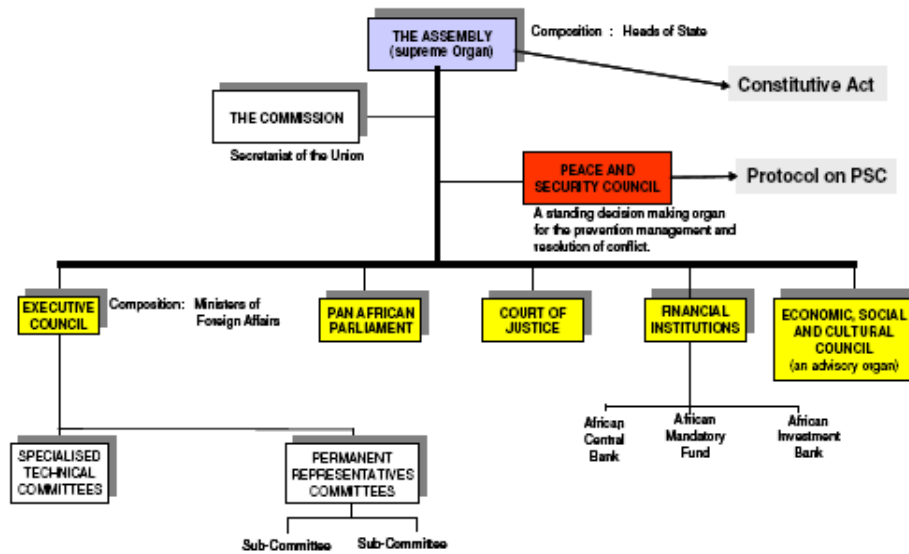 THE ASSEMBLY
(supreme Organ)
Composition : Heads of State
Constitutive Act
THE COMMISSION
Secretariat of the Union
PEACE AND
SECURITY COUNCIL
Protocol on PSC
A standing decision making organ
for the prevention management and
resolution of conflict.
EXECUTIVE
COUNCIL
Composition: Ministers of
Foreign Affairs
PAN AFRICAN
PARLIAMENT
COURT OF
JUSTICE
FINANCIAL
INSTITUTIONS
ECONOMIC, SOCIAL
AND CULTURAL
COUNCIL
(an advisory organ)
African
Central
Bank
African
Mandatory
Fund
African
Investment
Bank
SPECIALISED
TECHNICAL
COMMITTEES
PERMANENT
REPRESENTATIVES
COMMITTEES
Sub-Committee
Sub-Committee